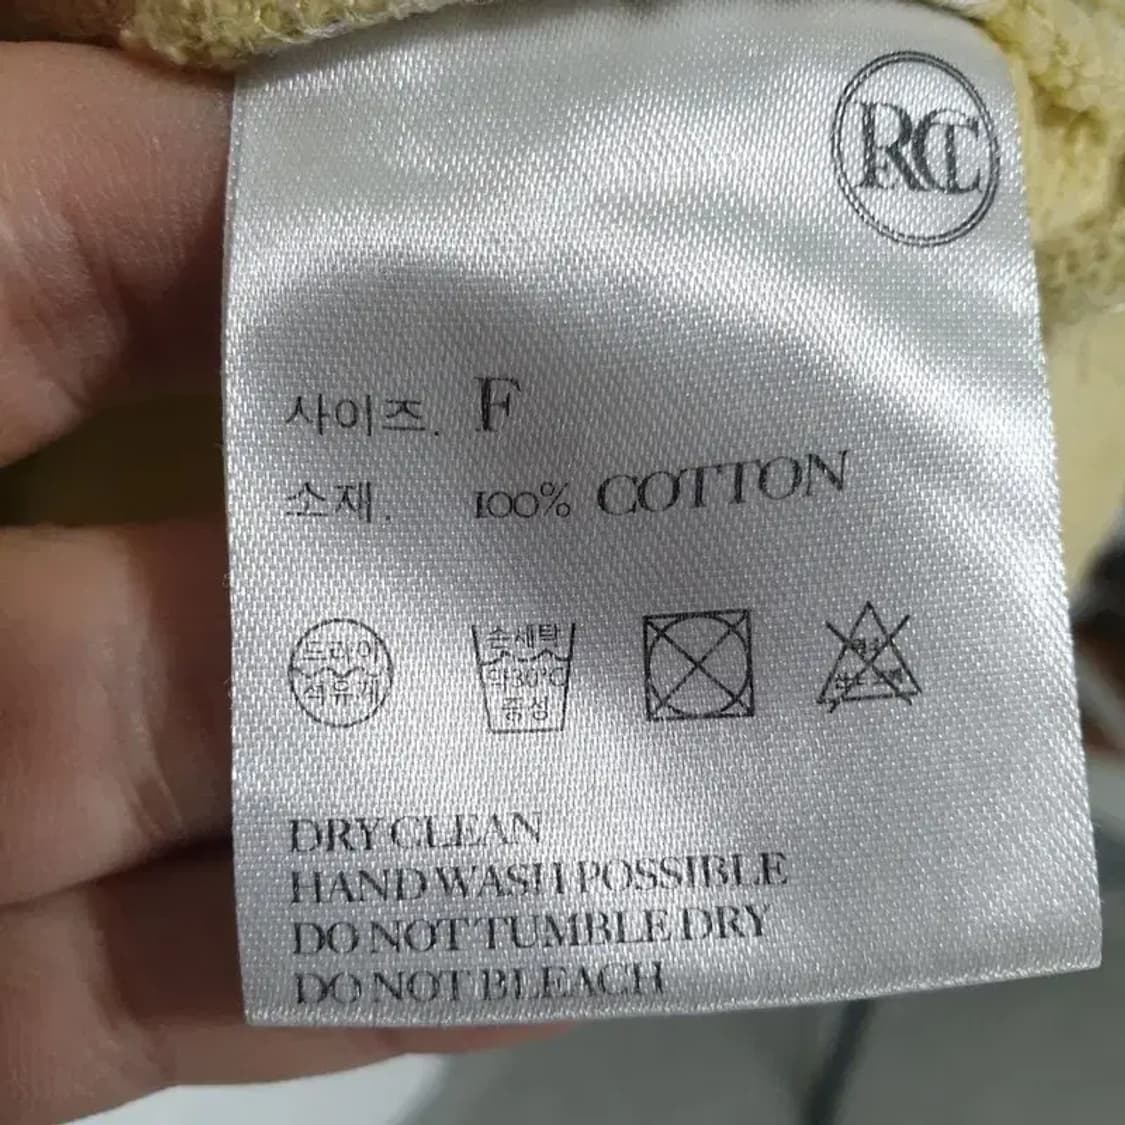 RCT
사이즈. F
소재. 100% COTTON
드라이
석유계
손세탁
약30℃
중성
DRY CLEAN
HAND WASH POSSIBLE
DO NOT TUMBLE DRY
DO NOT BLEACH